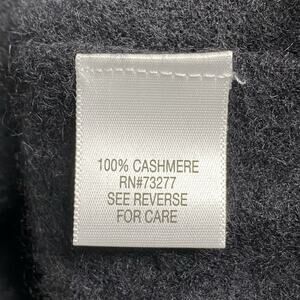 100% CASHMERE
RN#73277
SEE REVERSE
FOR CARE